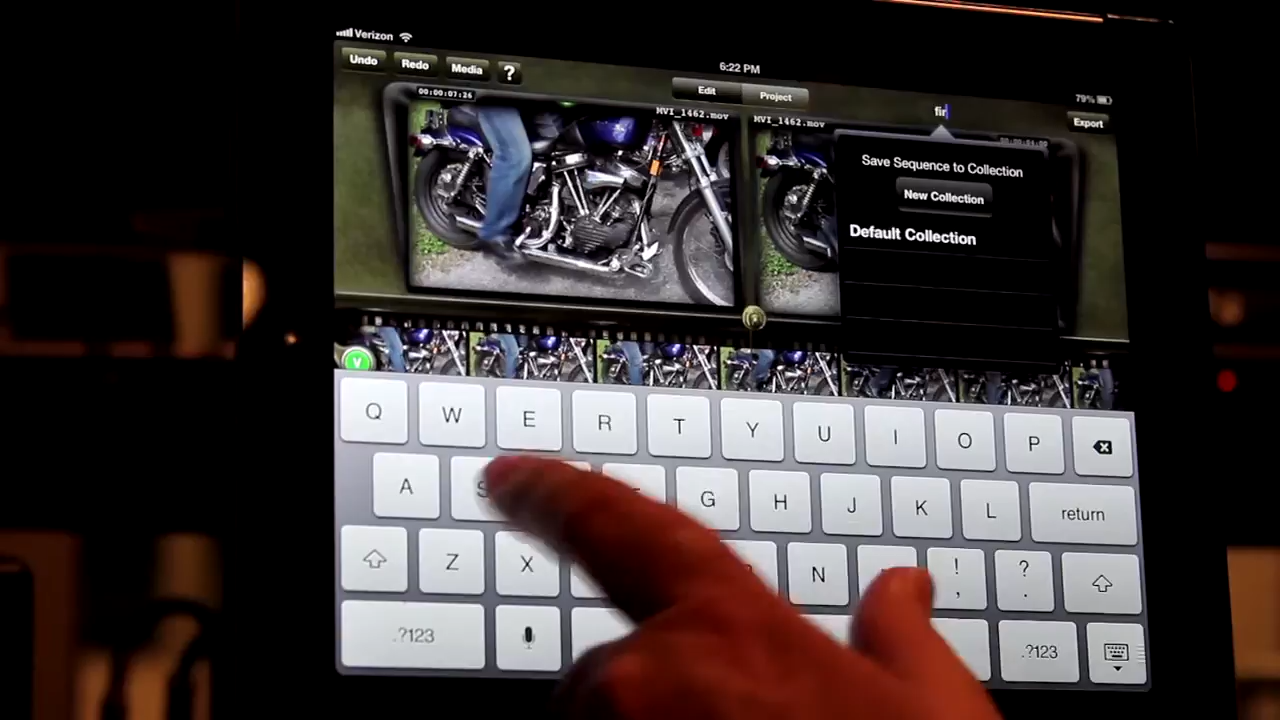 Verizon
6:22 PM
79%
Undo
Redo
Media
?
Edit
Project
fir
Export
00:00:07:26
MVI_1462.mov
MVI_1462.mov
Save Sequence to Collection
New Collection
Default Collection
V
Q W E R T Y U I O P
A S G H J K L return
Z X N ! , ? .
.?123 .?123